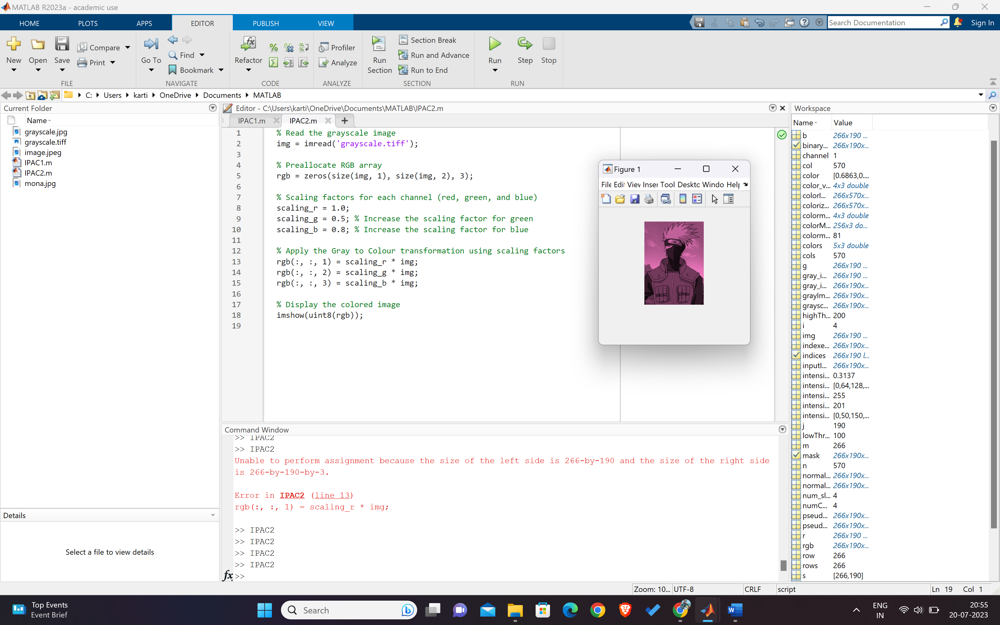 MATLAB R2023a - academic use
HOME PLOTS APPS EDITOR PUBLISH VIEW
Search Documentation Sign In
New Open Save Compare Print
FILE
Go To Find Bookmark
NAVIGATE
Refactor
CODE
Profiler
Analyze
ANALYZE
Run Section
Section Break
Run and Advance
Run to End
SECTION
Run Step Stop
RUN
C: Users karti OneDrive Documents MATLAB
Current Folder
Name
grayscale.jpg
grayscale.tiff
image.jpeg
IPAC1.m
IPAC2.m
mona.jpg
Details
Select a file to view details
Editor - C:\Users\karti\OneDrive\Documents\MATLAB\IPAC2.m
IPAC1.m IPAC2.m
1 % Read the grayscale image
2 img = imread('grayscale.tiff');
3
4 % Preallocate RGB array
5 rgb = zeros(size(img, 1), size(img, 2), 3);
6
7 % Scaling factors for each channel (red, green, and blue)
8 scaling_r = 1.0;
9 scaling_g = 0.5; % Increase the scaling factor for green
10 scaling_b = 0.8; % Increase the scaling factor for blue
11
12 % Apply the Gray to Colour transformation using scaling factors
13 rgb(:, :, 1) = scaling_r * img;
14 rgb(:, :, 2) = scaling_g * img;
15 rgb(:, :, 3) = scaling_b * img;
16
17 % Display the colored image
18 imshow(uint8(rgb));
19
Figure 1
File Edit View Inser Tool Deskto Windo Help
Command Window
>> IPAC2
>> IPAC2
Unable to perform assignment because the size of the left side is 266-by-190 and the size of the right side
is 266-by-190-by-3.
Error in IPAC2 (line 13)
rgb(:, :, 1) = scaling_r * img;
>> IPAC2
>> IPAC2
>> IPAC2
>> IPAC2
fx >>
Workspace
Name Value
b 266x190 ...
binary... 266x190x...
channel 1
col 570
color [0.6863,0....
color_v... 4x3 double
colorI... 266x570x...
coloriz... 266x570x...
colorm... 4x3 double
colorM... 256x3 do...
colorm... 81
colors 5x3 double
cols 570
g 266x190 ...
gray_i... 266x190 ...
gray_i... 266x190x...
grayIm... 266x190x...
graysc... 266x190x...
highTh... 200
i 4
img 266x190 ...
indexe... 266x190x...
indices 266x190 l...
inputI... 266x190x...
intensi... 0.3137
intensi... [0,64,128,...
intensi... 255
intensi... 201
intensi... [0,50,150,...
j 190
lowThr... 100
m 266
mask 266x190x...
n 570
normal... 266x190x...
normal... 266x190x...
num_sl... 4
numC... 4
pseud... 266x190x...
pseud... 266x190x...
r 266x190 ...
rgb 266x190x...
row 266
rows 266
s [266,190]
Zoom: 10... UTF-8 CRLF script Ln 19 Col 1
Top Events
Event Brief
Search
ENG
IN
20:55
20-07-2023